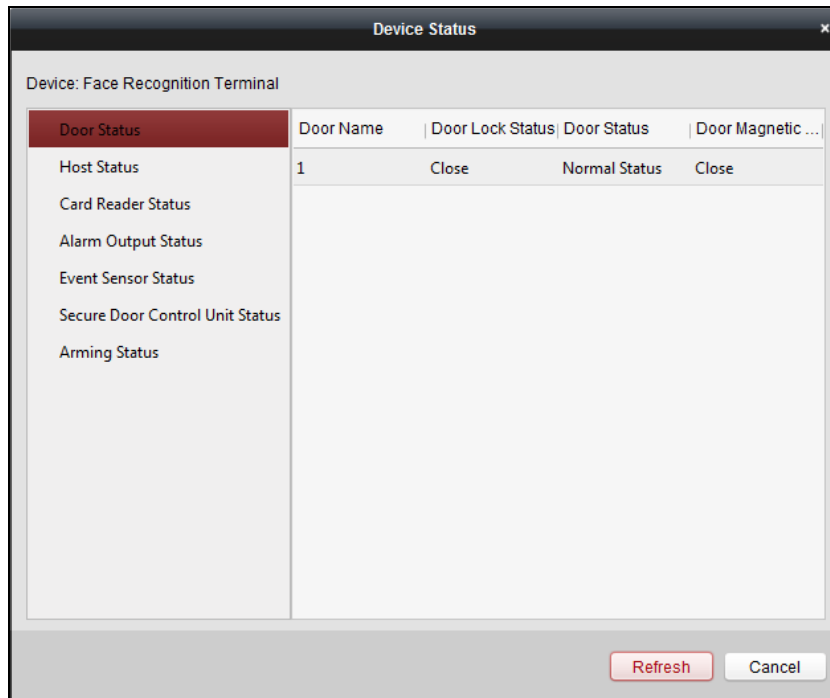 Device Status
×
Device: Face Recognition Terminal
Door Status
Host Status
Card Reader Status
Alarm Output Status
Event Sensor Status
Secure Door Control Unit Status
Arming Status
Door Name Door Lock Status Door Status Door Magnetic ...
1 Close Normal Status Close
Refresh Cancel